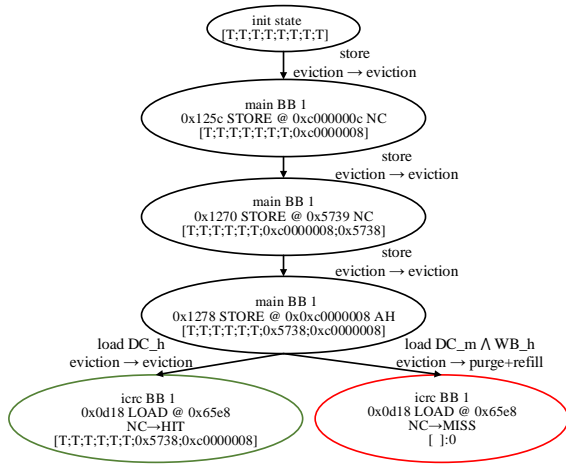 init state
[T;T;T;T;T;T;T;T]
store
eviction → eviction
main BB 1
0x125c STORE @ 0xc000000c NC
[T;T;T;T;T;T;T;0xc0000008]
store
eviction → eviction
main BB 1
0x1270 STORE @ 0x5739 NC
[T;T;T;T;T;T;0xc0000008;0x5738]
store
eviction → eviction
main BB 1
0x1278 STORE @ 0x0xc0000008 AH
[T;T;T;T;T;T;0x5738;0xc0000008]
load DC_h
eviction → eviction
load DC_m ∧ WB_h
eviction → purge+refill
icrc BB 1
0x0d18 LOAD @ 0x65e8
NC→HIT
[T;T;T;T;T;T;0x5738;0xc0000008]
icrc BB 1
0x0d18 LOAD @ 0x65e8
NC→MISS
[ ]:0